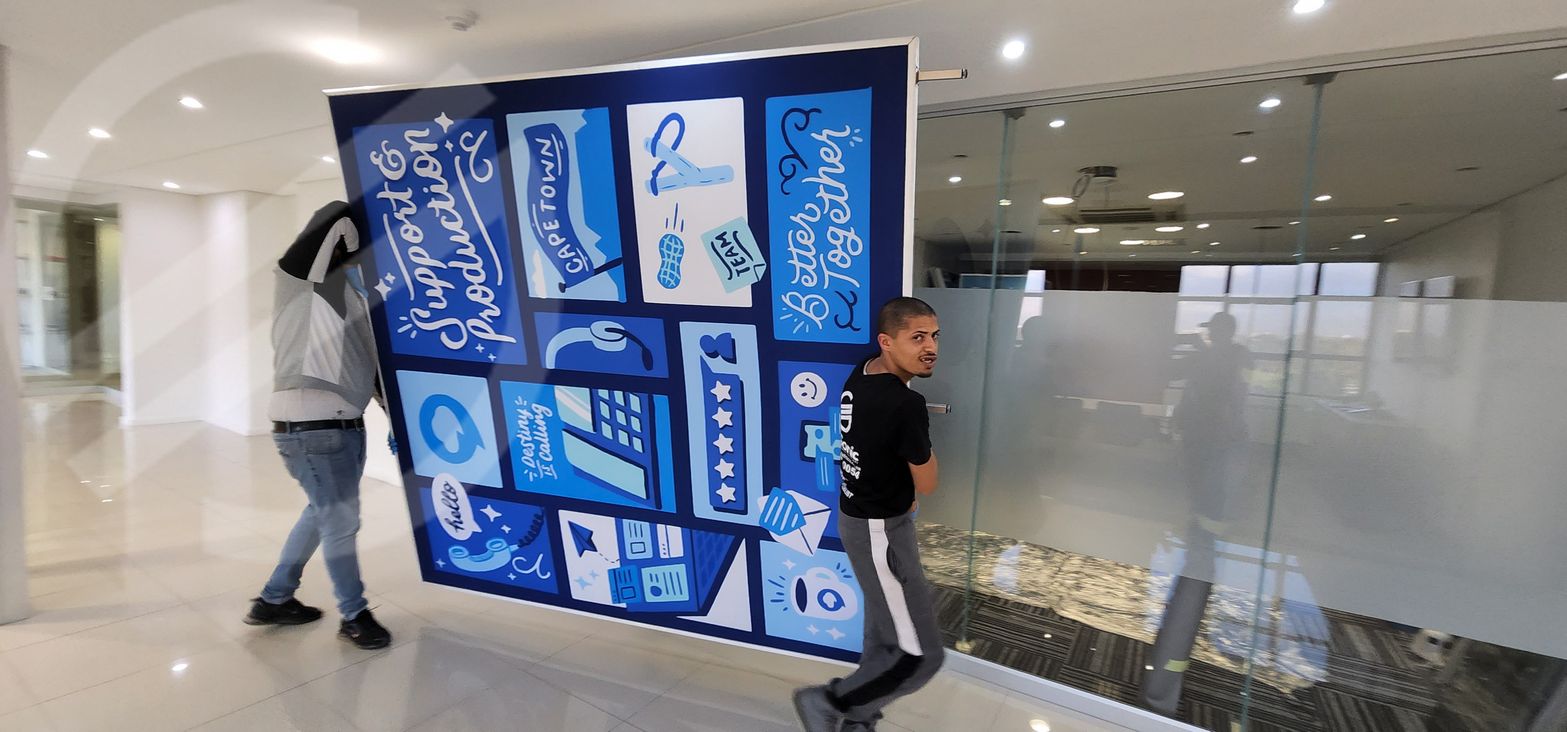 Support &
Production
CAPE TOWN
TEAM
Better
Together
Destiny
is Calling
hello